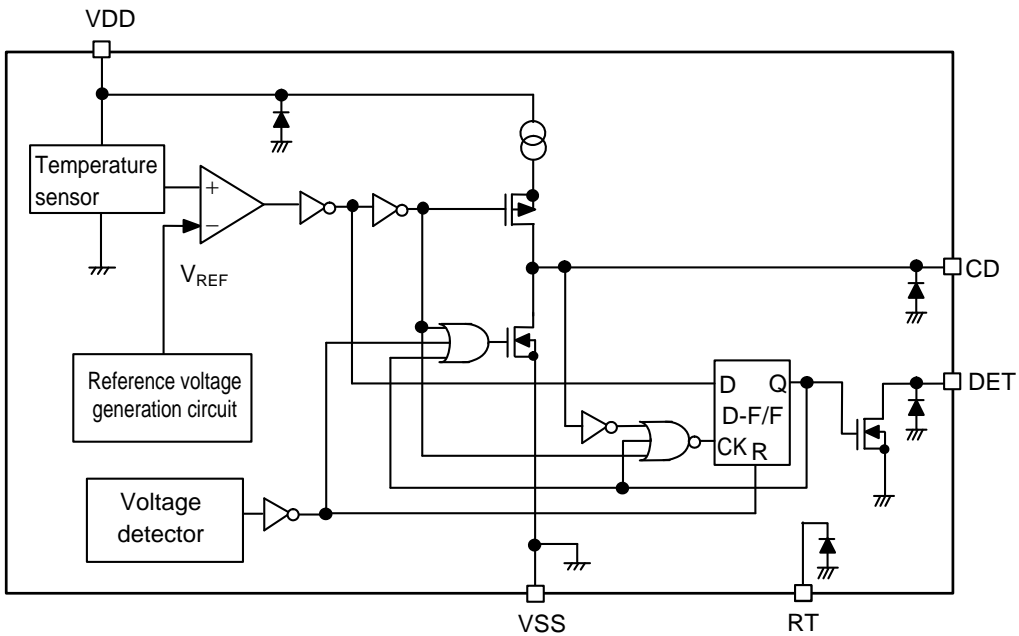 VDD
Temperature
sensor
+
−
VREF
CD
Reference voltage
generation circuit
DET
D Q
D-F/F
CK R
Voltage
detector
VSS
RT